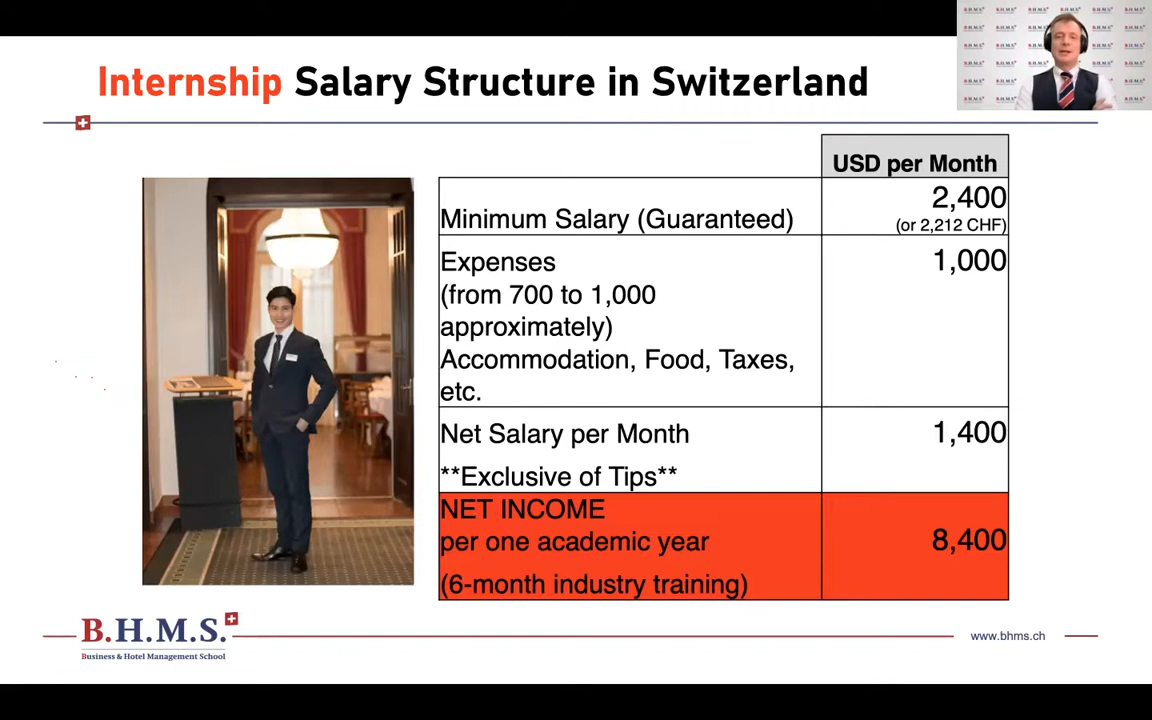 Internship Salary Structure in Switzerland
USD per Month
Minimum Salary (Guaranteed)
2,400
(or 2,212 CHF)
Expenses
(from 700 to 1,000
approximately)
Accommodation, Food, Taxes,
etc.
1,000
Net Salary per Month
**Exclusive of Tips**
1,400
NET INCOME
per one academic year
(6-month industry training)
8,400
B.H.M.S.
Business & Hotel Management School
www.bhms.ch